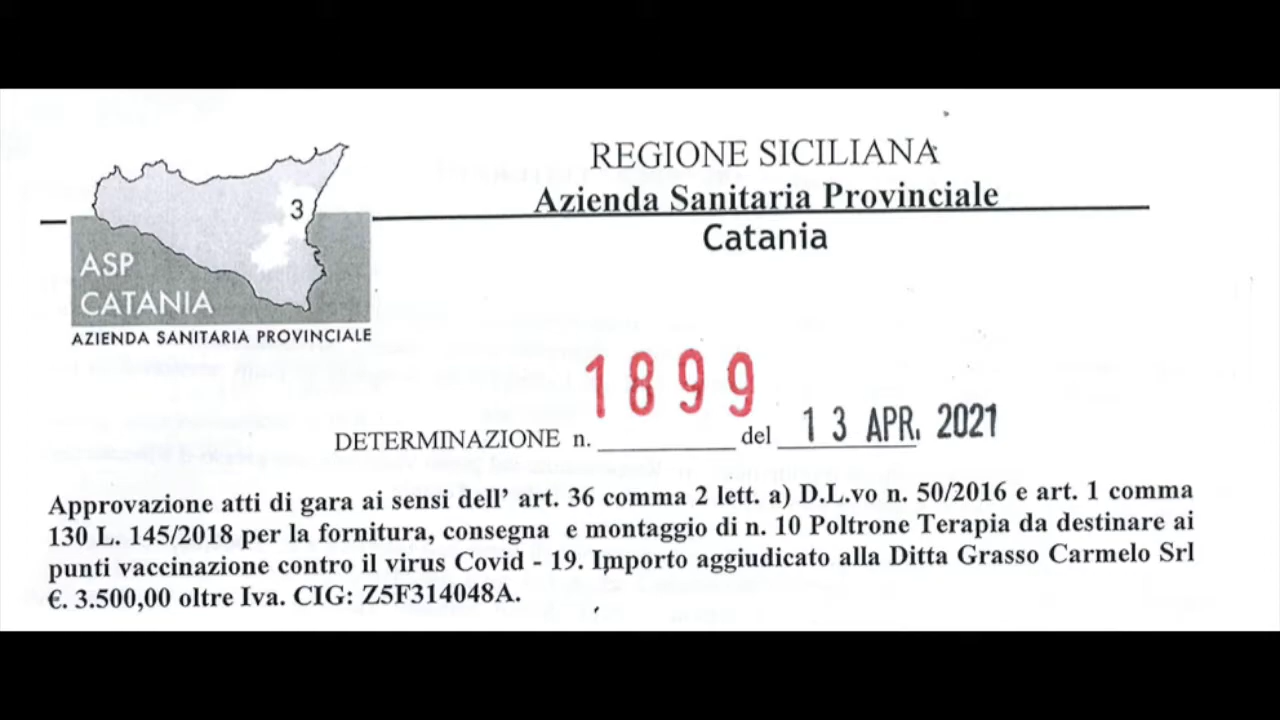 REGIONE SICILIANA
Azienda Sanitaria Provinciale
Catania
3
ASP
CATANIA
AZIENDA SANITARIA PROVINCIALE
1899
DETERMINAZIONE n. ____________ del 13 APR. 2021
Approvazione atti di gara ai sensi dell' art. 36 comma 2 lett. a) D.L.vo n. 50/2016 e art. 1 comma
130 L. 145/2018 per la fornitura, consegna e montaggio di n. 10 Poltrone Terapia da destinare ai
punti vaccinazione contro il virus Covid - 19. Importo aggiudicato alla Ditta Grasso Carmelo Srl
€. 3.500,00 oltre Iva. CIG: Z5F314048A.